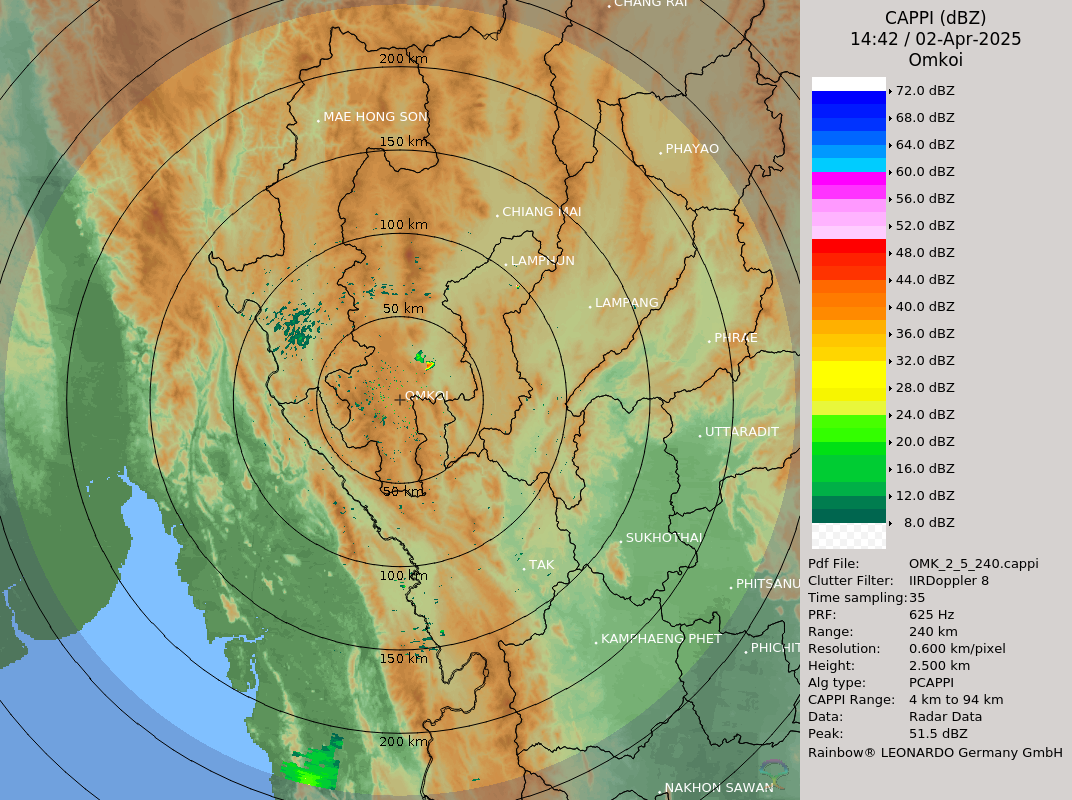 CHANG RAI
200 km
MAE HONG SON
150 km
PHAYAO
CHIANG MAI
100 km
LAMPHUN
LAMPANG
50 km
PHRAE
OMKOI
UTTARADIT
50 km
SUKHOTHAI
TAK
100 km
PHITSANU
KAMPHAENG PHET
PHICHIT
150 km
200 km
NAKHON SAWAN
CAPPI (dBZ)
14:42 / 02-Apr-2025
Omkoi
72.0 dBZ
68.0 dBZ
64.0 dBZ
60.0 dBZ
56.0 dBZ
52.0 dBZ
48.0 dBZ
44.0 dBZ
40.0 dBZ
36.0 dBZ
32.0 dBZ
28.0 dBZ
24.0 dBZ
20.0 dBZ
16.0 dBZ
12.0 dBZ
8.0 dBZ
Pdf File: OMK_2_5_240.cappi
Clutter Filter: IIRDoppler 8
Time sampling: 35
PRF: 625 Hz
Range: 240 km
Resolution: 0.600 km/pixel
Height: 2.500 km
Alg type: PCAPPI
CAPPI Range: 4 km to 94 km
Data: Radar Data
Peak: 51.5 dBZ
Rainbow® LEONARDO Germany GmbH